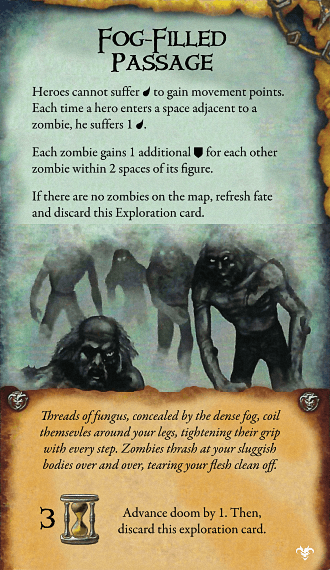 Fog-Filled
Passage
Heroes cannot suffer to gain movement points.
Each time a hero enters a space adjacent to a
zombie, he suffers 1 .
Each zombie gains 1 additional for each other
zombie within 2 spaces of its figure.
If there are no zombies on the map, refresh fate
and discard this Exploration card.
Threads of fungus, concealed by the dense fog, coil
themsevles around your legs, tightening their grip
with every step. Zombies thrash at your sluggish
bodies over and over, tearing your flesh clean off.
3
Advance doom by 1. Then,
discard this exploration card.